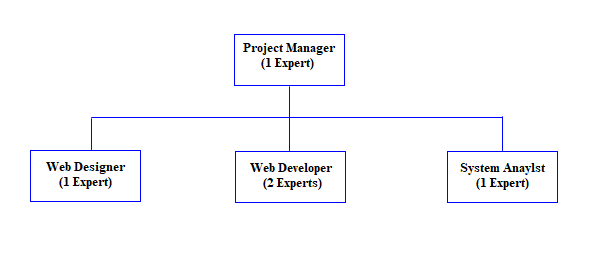 Project Manager
(1 Expert)
Web Designer
(1 Expert)
Web Developer
(2 Experts)
System Anaylst
(1 Expert)